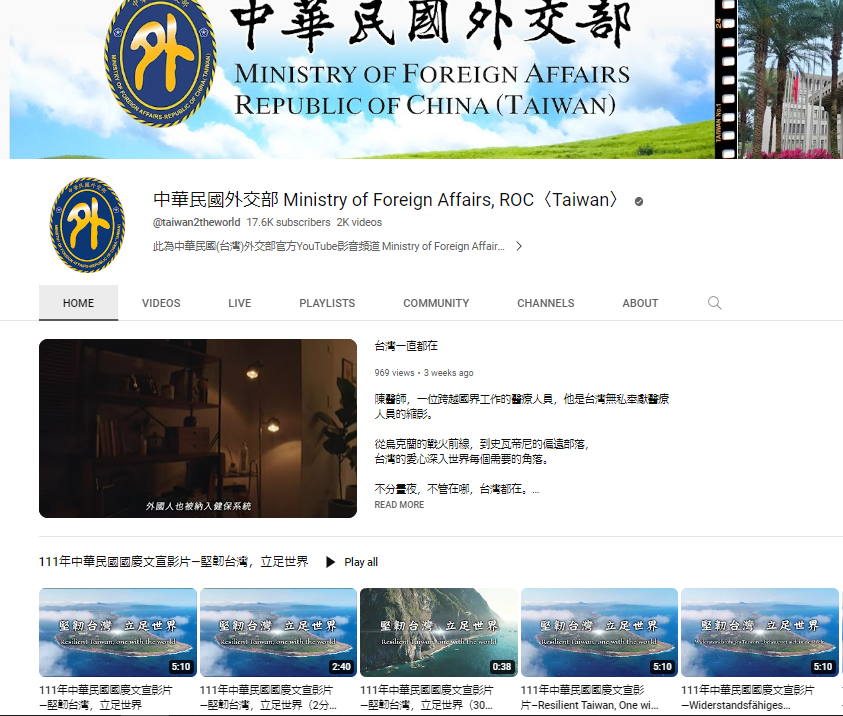 中華民國外交部
MINISTRY OF FOREIGN AFFAIRS
REPUBLIC OF CHINA (TAIWAN)
外
MINISTRY OF FOREIGN AFFAIRS·REPUBLIC OF CHINA (TAIWAN)
24
TAIWAN No.1
外
中華民國外交部 Ministry of Foreign Affairs, ROC〈Taiwan〉
@taiwan2theworld 17.6K subscribers 2K videos
此為中華民國(台灣)外交部官方YouTube影音頻道 Ministry of Foreign Affair...
HOME VIDEOS LIVE PLAYLISTS COMMUNITY CHANNELS ABOUT
外國人也被納入健保系統
台灣一直都在
969 views • 3 weeks ago
陳醫師，一位跨越國界工作的醫療人員，他是台灣無私奉獻醫療
人員的縮影。
從烏克蘭的戰火前線，到史瓦帝尼的偏遠部落，
台灣的愛心深入世界每個需要的角落。
不分晝夜，不管在哪，台灣都在。...
READ MORE
111年中華民國國慶文宣影片—堅韌台灣，立足世界 Play all
堅韌台灣 立足世界
Resilient Taiwan, one with the world
5:10
堅韌台灣 立足世界
Resilient Taiwan, one with the world
2:40
堅韌台灣 立足世界
Resilient Taiwan, one with the world
0:38
堅韌台灣 立足世界
Resilient Taiwan, one with the world
5:10
堅韌台灣 立足世界
5:10
111年中華民國國慶文宣影片
—堅韌台灣，立足世界
111年中華民國國慶文宣影片
—堅韌台灣，立足世界（2分...
111年中華民國國慶文宣影片
—堅韌台灣，立足世界（30...
111年中華民國國慶文宣影
片–Resilient Taiwan, One wi...
111年中華民國國慶文宣影片
—Widerstandsfähiges...